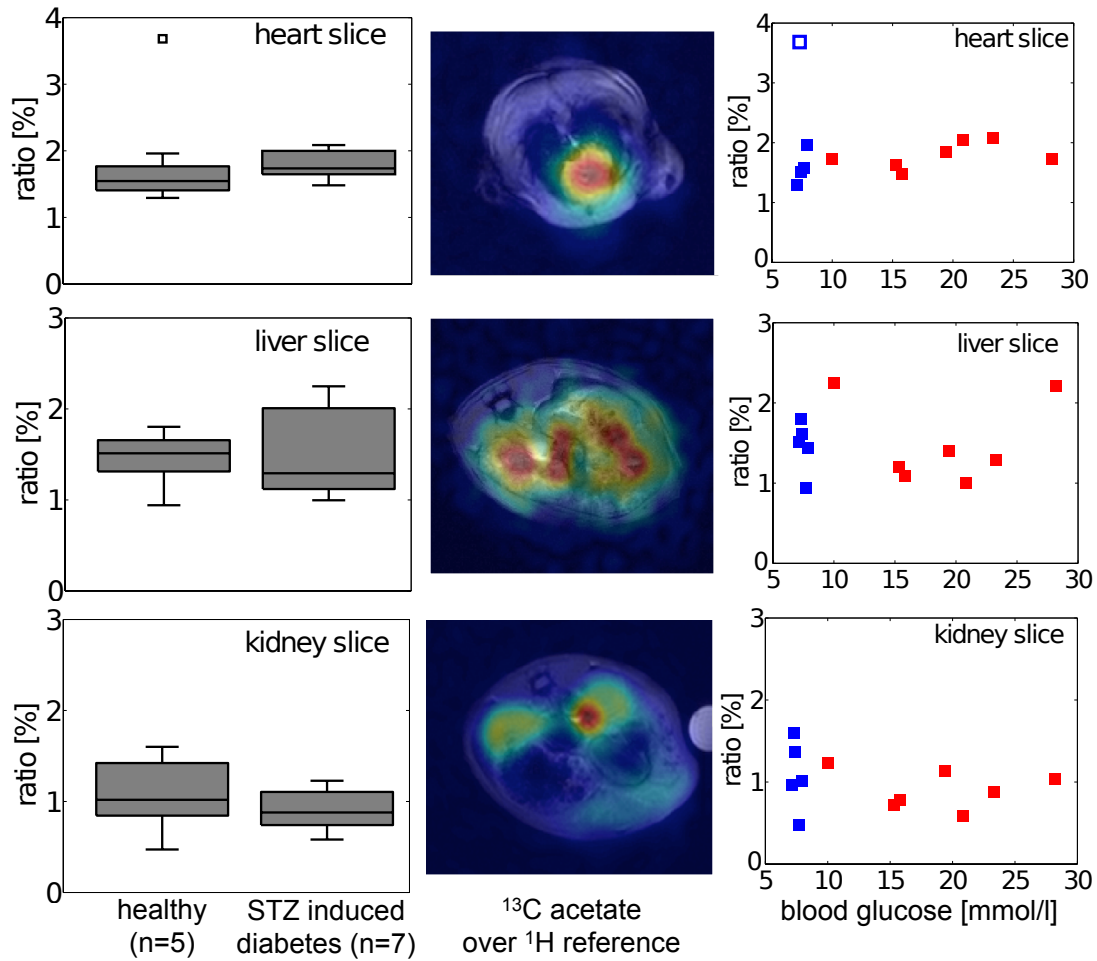 heart slice
ratio [%]
4
3
2
1
0
heart slice
ratio [%]
4
3
2
1
0
5 10 15 20 25 30
liver slice
ratio [%]
3
2
1
0
liver slice
ratio [%]
3
2
1
0
5 10 15 20 25 30
kidney slice
ratio [%]
3
2
1
0
kidney slice
ratio [%]
3
2
1
0
5 10 15 20 25 30
healthy
(n=5)
STZ induced
diabetes (n=7)
¹³C acetate
over ¹H reference
blood glucose [mmol/l]